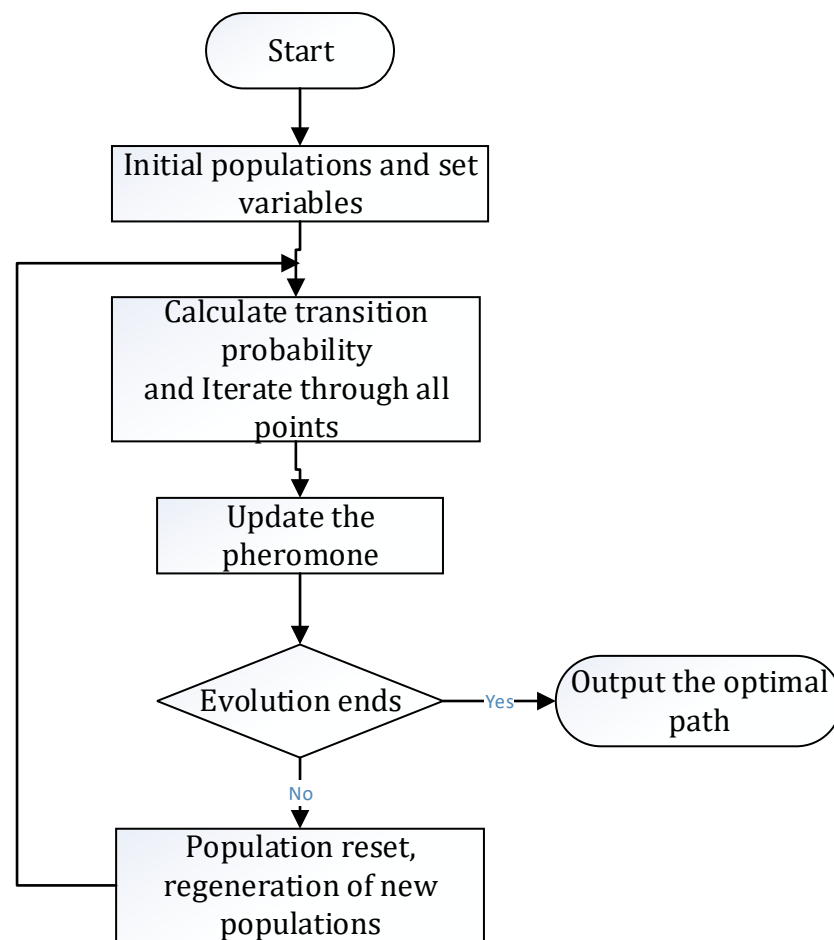 Start
Initial populations and set
variables
Calculate transition
probability
and Iterate through all
points
Update the
pheromone
Evolution ends
Yes
Output the optimal
path
No
Population reset,
regeneration of new
populations